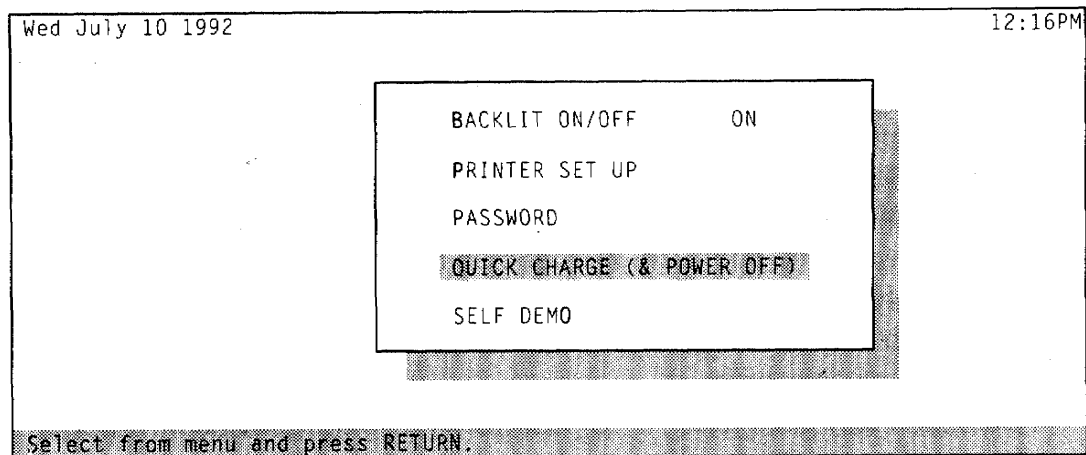 Wed July 10 1992 12:16PM
BACKLIT ON/OFF ON
PRINTER SET UP
PASSWORD
QUICK CHARGE (& POWER OFF)
SELF DEMO
Select from menu and press RETURN.